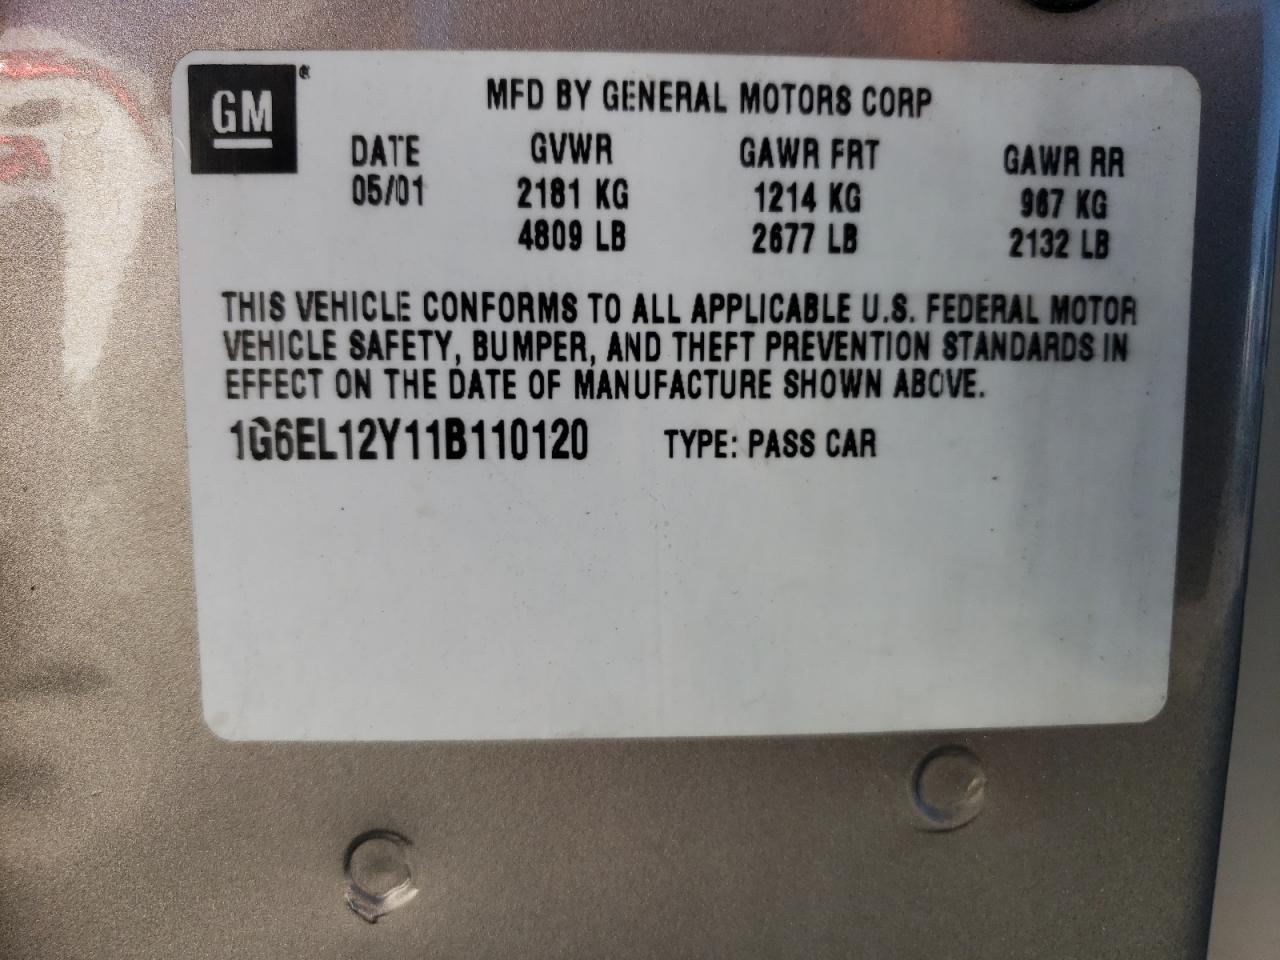 GM ®
MFD BY GENERAL MOTORS CORP
DATE GVWR GAWR FRT GAWR RR
05/01 2181 KG 1214 KG 967 KG
4809 LB 2677 LB 2132 LB
THIS VEHICLE CONFORMS TO ALL APPLICABLE U.S. FEDERAL MOTOR
VEHICLE SAFETY, BUMPER, AND THEFT PREVENTION STANDARDS IN
EFFECT ON THE DATE OF MANUFACTURE SHOWN ABOVE.
1G6EL12Y11B110120 TYPE: PASS CAR